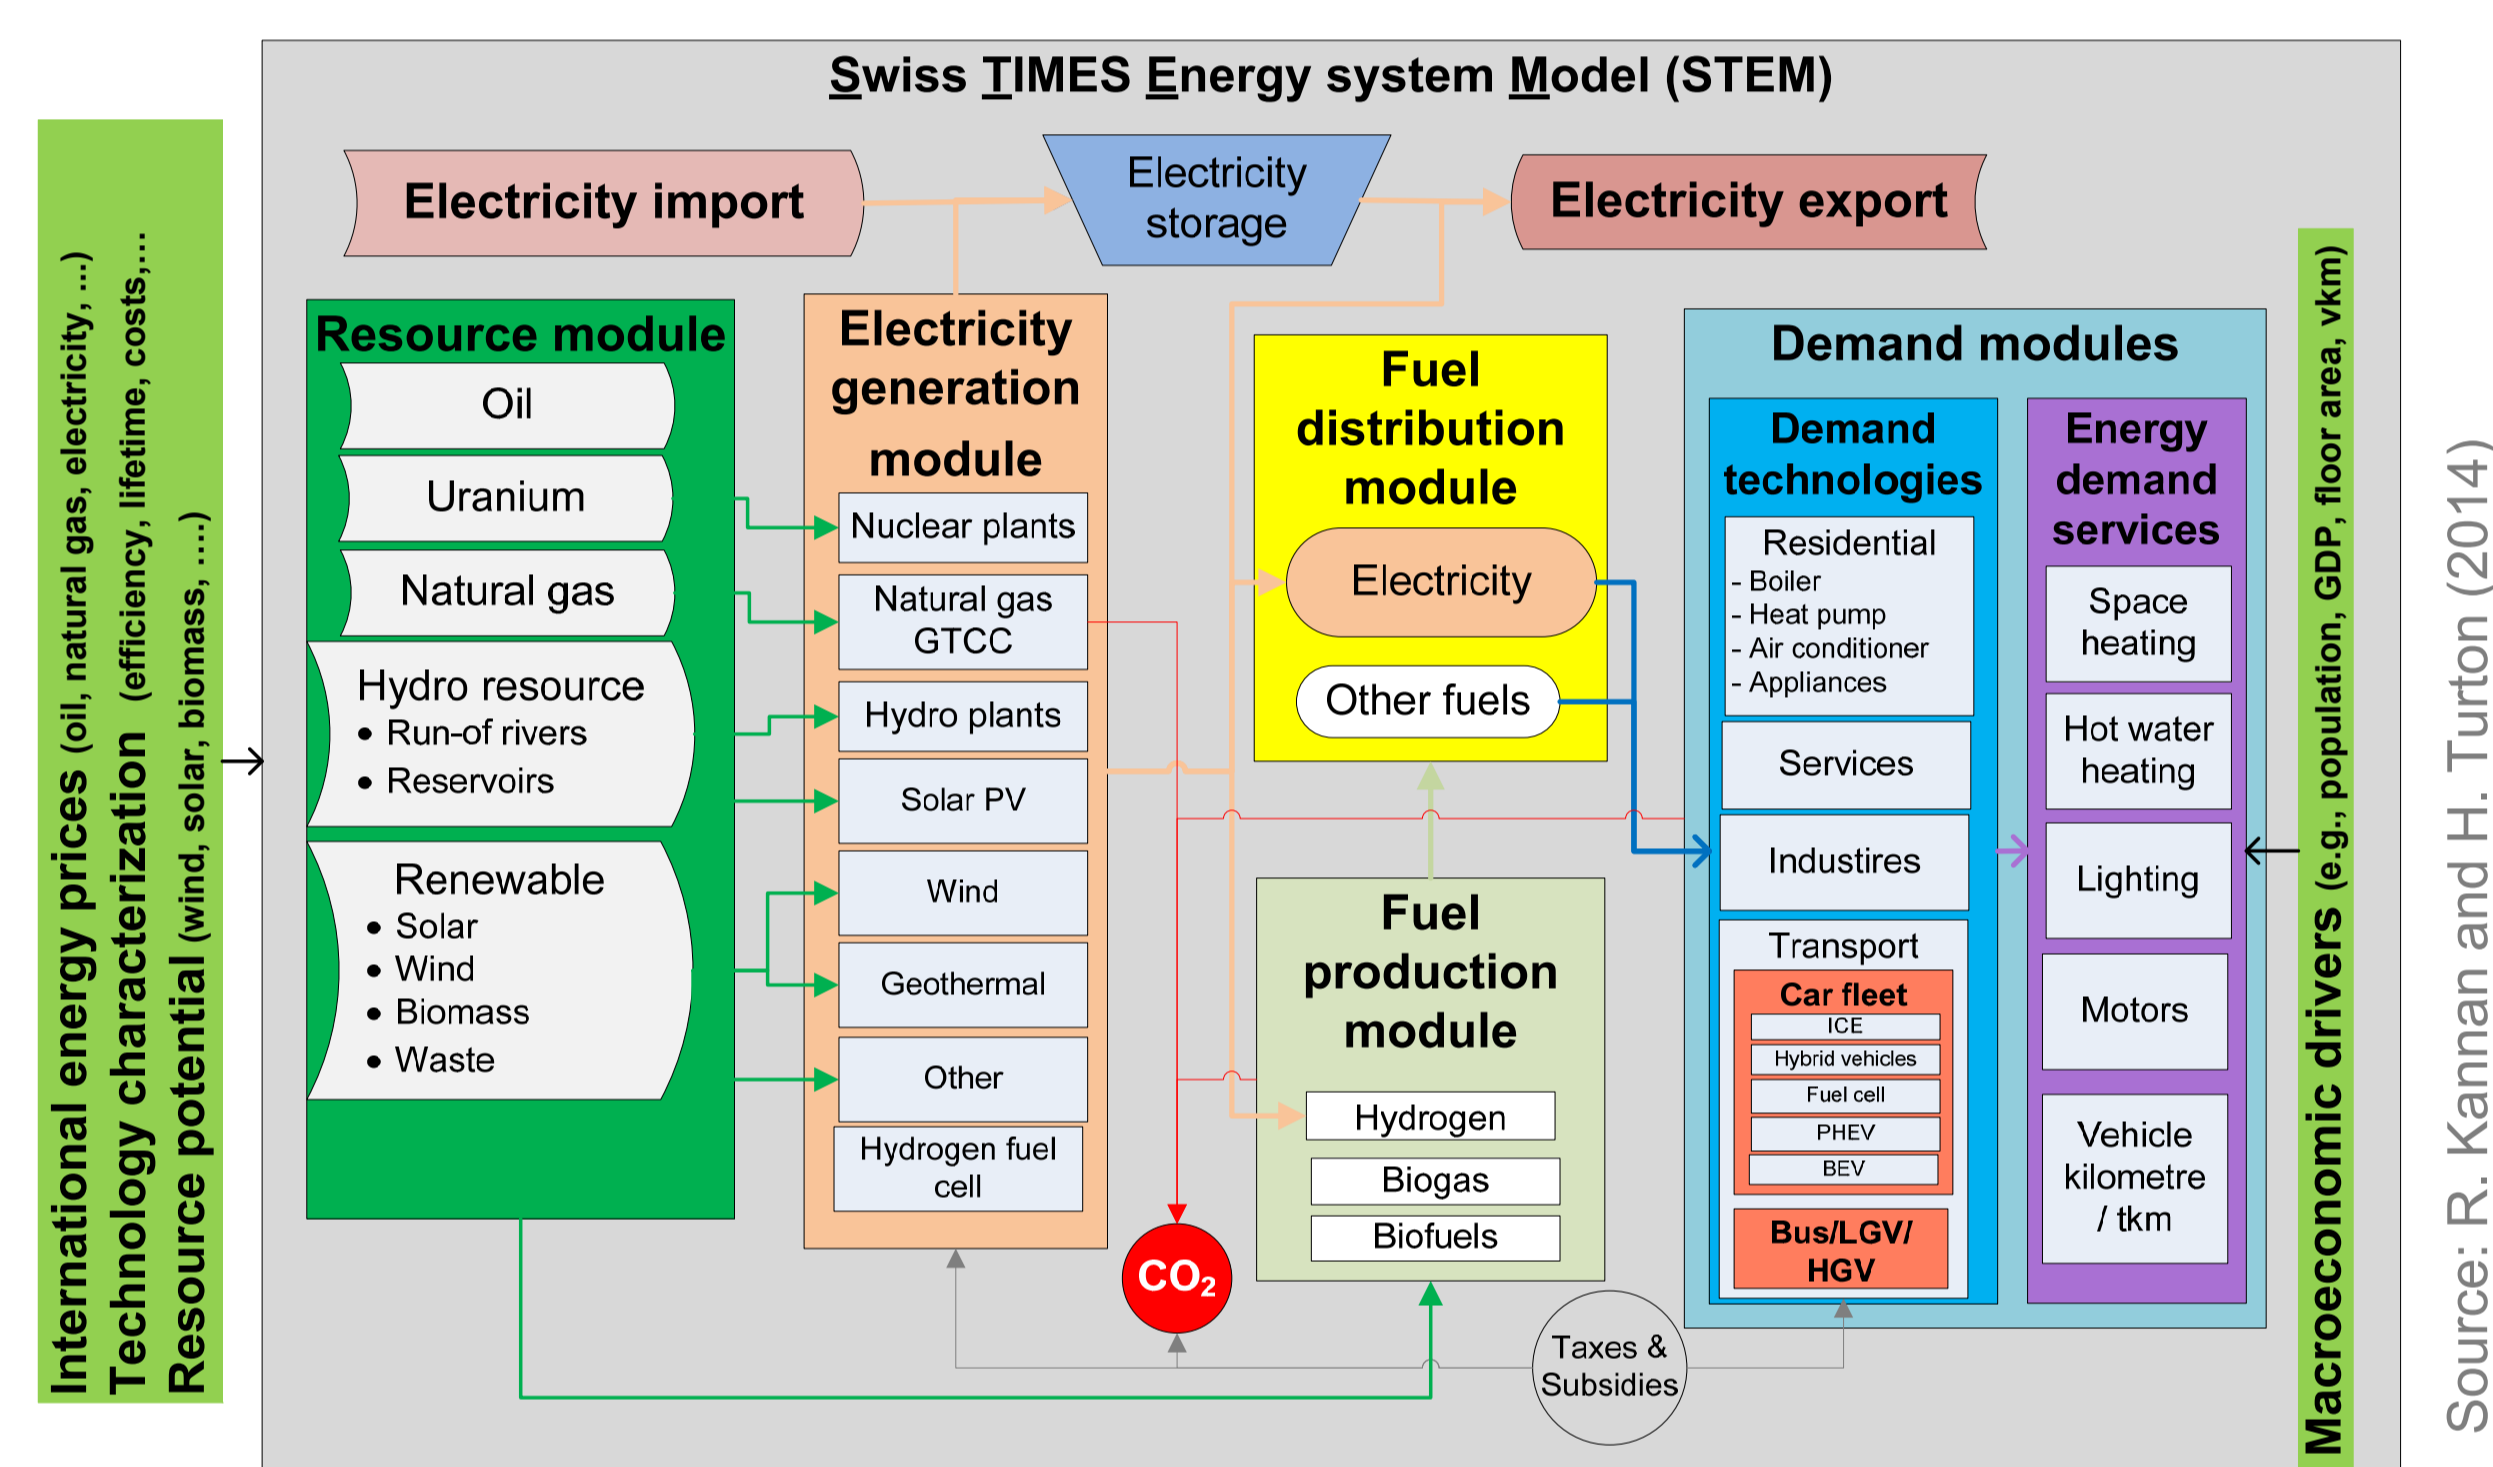 Swiss TIMES Energy system Model (STEM)
International energy prices (oil, natural gas, electricity, ...)
Technology characterization (efficiency, lifetime, costs,...
Resource potential (wind, solar, biomass, ....)
Electricity import
Electricity
storage
Electricity export
Resource module
Oil
Uranium
Natural gas
Hydro resource
• Run-of rivers
• Reservoirs
Renewable
• Solar
• Wind
• Biomass
• Waste
Electricity
generation
module
Nuclear plants
Natural gas
GTCC
Hydro plants
Solar PV
Wind
Geothermal
Other
Hydrogen fuel
cell
CO₂
Fuel
distribution
module
Electricity
Other fuels
Fuel
production
module
Hydrogen
Biogas
Biofuels
Taxes &
Subsidies
Demand modules
Demand
technologies
Residential
- Boiler
- Heat pump
- Air conditioner
- Appliances
Services
Industires
Transport
Car fleet
ICE
Hybrid vehicles
Fuel cell
PHEV
BEV
Bus/LGV/
HGV
Energy
demand
services
Space
heating
Hot water
heating
Lighting
Motors
Vehicle
kilometre
/ tkm
Macroeconomic drivers (e.g., population, GDP, floor area, vkm)
Source: R. Kannan and H. Turton (2014)